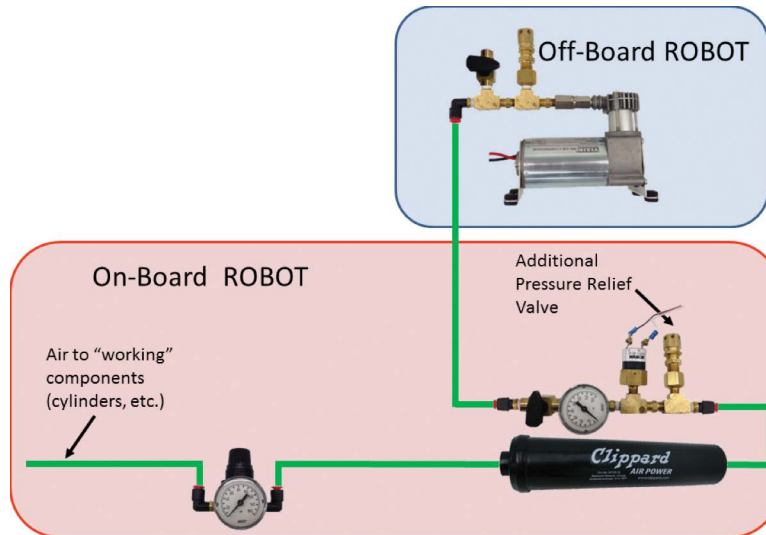 Off-Board ROBOT
On-Board ROBOT
Additional
Pressure Relief
Valve
Air to “working”
components
(cylinders, etc.)
Clippard
AIR POWER